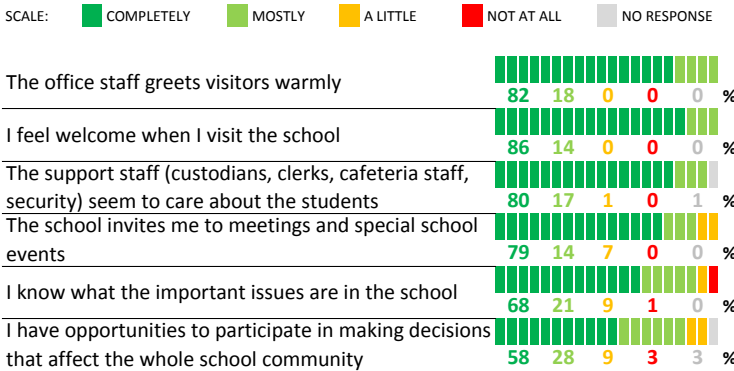 SCALE: COMPLETELY MOSTLY A LITTLE NOT AT ALL NO RESPONSE
The office staff greets visitors warmly
82 18 0 0 0 %
I feel welcome when I visit the school
86 14 0 0 0 %
The support staff (custodians, clerks, cafeteria staff,
security) seem to care about the students
80 17 1 0 1 %
The school invites me to meetings and special school
events
79 14 7 0 0 %
I know what the important issues are in the school
68 21 9 1 0 %
I have opportunities to participate in making decisions
that affect the whole school community
58 28 9 3 3 %